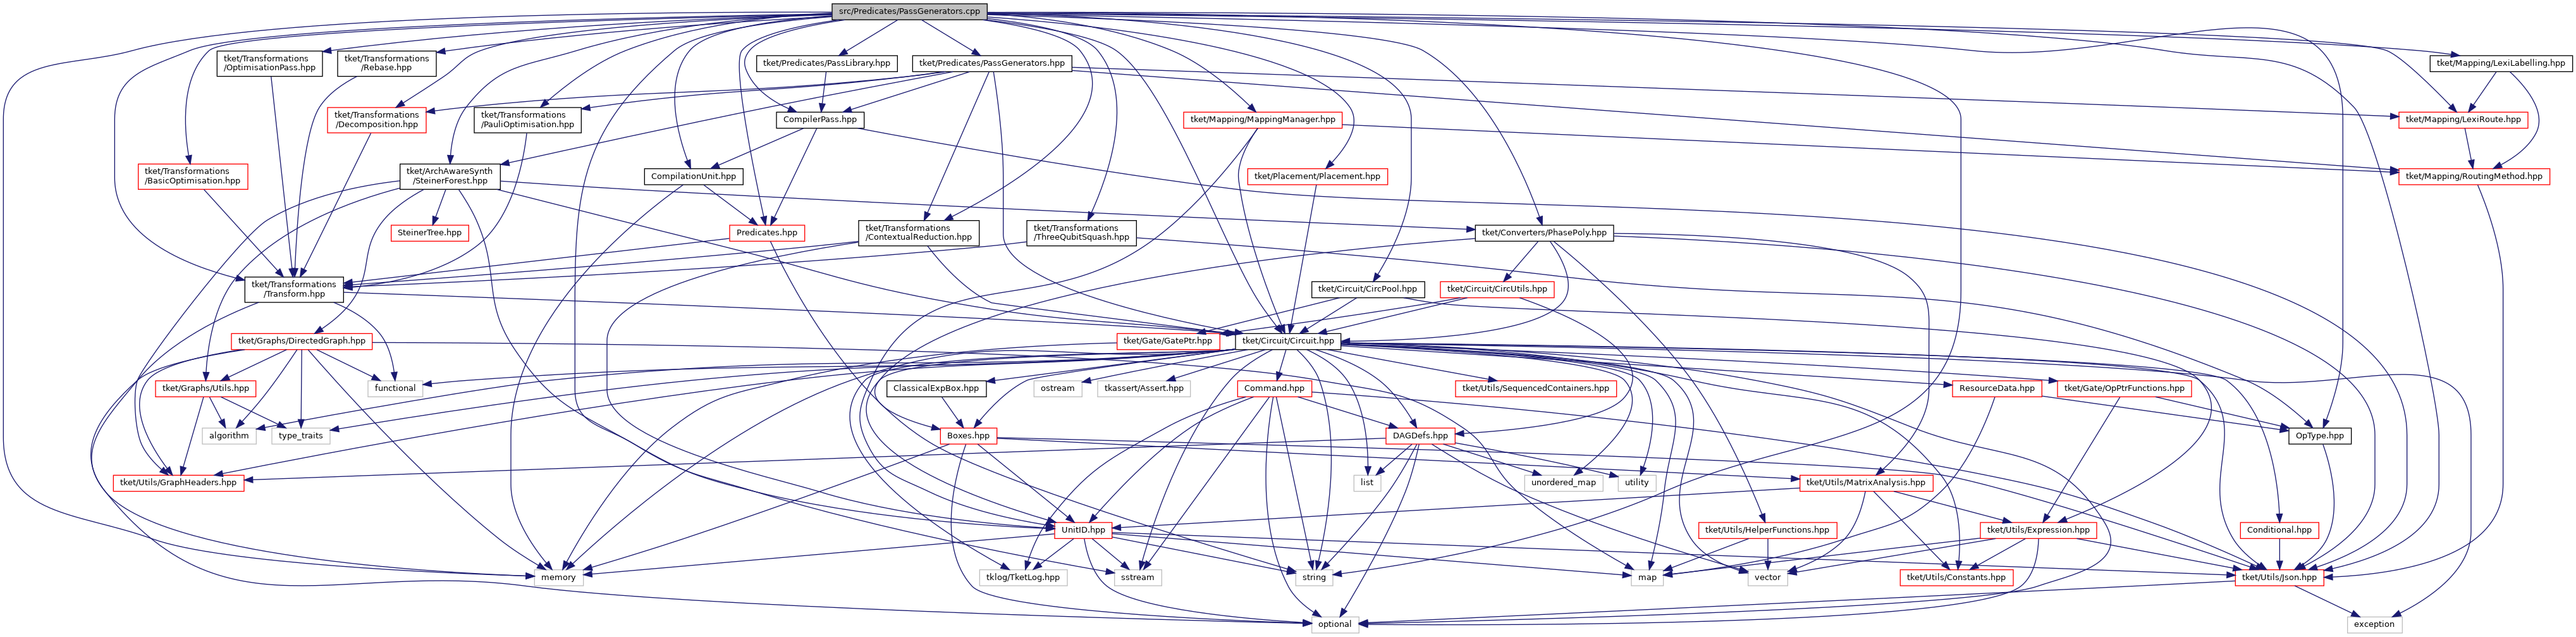 src/Predicates/PassGenerators.cpp
tket/Transformations
/OptimisationPass.hpp
tket/Transformations
/Rebase.hpp
tket/Predicates/PassLibrary.hpp
tket/Predicates/PassGenerators.hpp
tket/Mapping/LexiLabelling.hpp
tket/Transformations
/Decomposition.hpp
tket/Transformations
/PauliOptimisation.hpp
CompilerPass.hpp
tket/Mapping/MappingManager.hpp
tket/Mapping/LexiRoute.hpp
tket/Transformations
/BasicOptimisation.hpp
tket/ArchAwareSynth
/SteinerForest.hpp
CompilationUnit.hpp
tket/Placement/Placement.hpp
tket/Mapping/RoutingMethod.hpp
SteinerTree.hpp
Predicates.hpp
tket/Transformations
/ContextualReduction.hpp
tket/Transformations
/ThreeQubitSquash.hpp
tket/Converters/PhasePoly.hpp
tket/Transformations
/Transform.hpp
tket/Circuit/CircPool.hpp
tket/Circuit/CircUtils.hpp
tket/Graphs/DirectedGraph.hpp
tket/Gate/GatePtr.hpp
tket/Circuit/Circuit.hpp
tket/Graphs/Utils.hpp
functional
ClassicalExpBox.hpp
ostream
tkassert/Assert.hpp
Command.hpp
tket/Utils/SequencedContainers.hpp
ResourceData.hpp
tket/Gate/OpPtrFunctions.hpp
algorithm
type_traits
Boxes.hpp
DAGDefs.hpp
OpType.hpp
tket/Utils/GraphHeaders.hpp
list
unordered_map
utility
tket/Utils/MatrixAnalysis.hpp
UnitID.hpp
tket/Utils/HelperFunctions.hpp
tket/Utils/Expression.hpp
Conditional.hpp
memory
tklog/TketLog.hpp
sstream
string
map
vector
tket/Utils/Constants.hpp
tket/Utils/Json.hpp
optional
exception